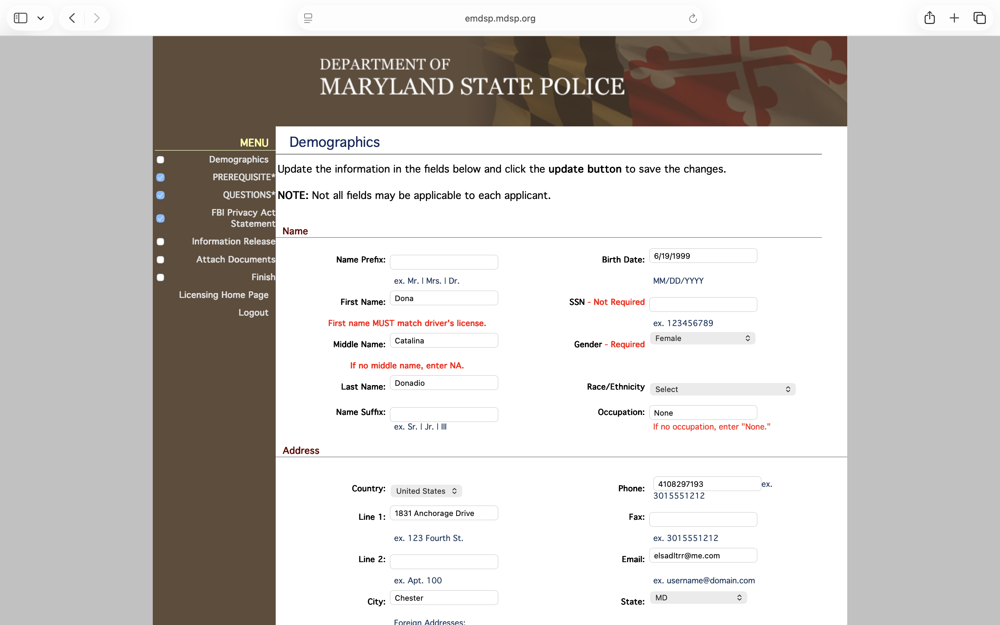 emdsp.mdsp.org
DEPARTMENT OF
MARYLAND STATE POLICE
MENU
Demographics
PREREQUISITE*
QUESTIONS*
FBI Privacy Act
Statement
Information Release
Attach Documents
Finish
Licensing Home Page
Logout
Demographics
Update the information in the fields below and click the update button to save the changes.
NOTE: Not all fields may be applicable to each applicant.
Name
Name Prefix:
ex. Mr. | Mrs. | Dr.
Birth Date: 6/19/1999
MM/DD/YYYY
First Name: Dona
First name MUST match driver's license.
SSN - Not Required
ex. 123456789
Middle Name: Catalina
If no middle name, enter NA.
Gender - Required Female
Last Name: Donadio
Race/Ethnicity Select
Name Suffix:
ex. Sr. | Jr. | III
Occupation: None
If no occupation, enter "None."
Address
Country: United States
Phone: 4108297193 ex.
3015551212
Line 1: 1831 Anchorage Drive
ex. 123 Fourth St.
Fax:
ex. 3015551212
Line 2:
ex. Apt. 100
Email: elsadltrr@me.com
ex. username@domain.com
City: Chester
State: MD
Foreign Addresses: